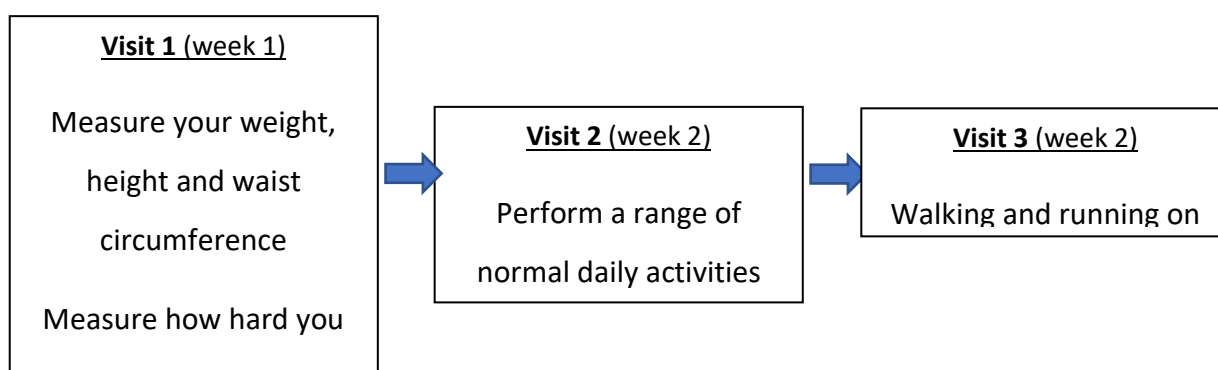 Visit 1 (week 1)
Measure your weight,
height and waist
circumference
Measure how hard you
Visit 2 (week 2)
Perform a range of
normal daily activities
Visit 3 (week 2)
Walking and running on